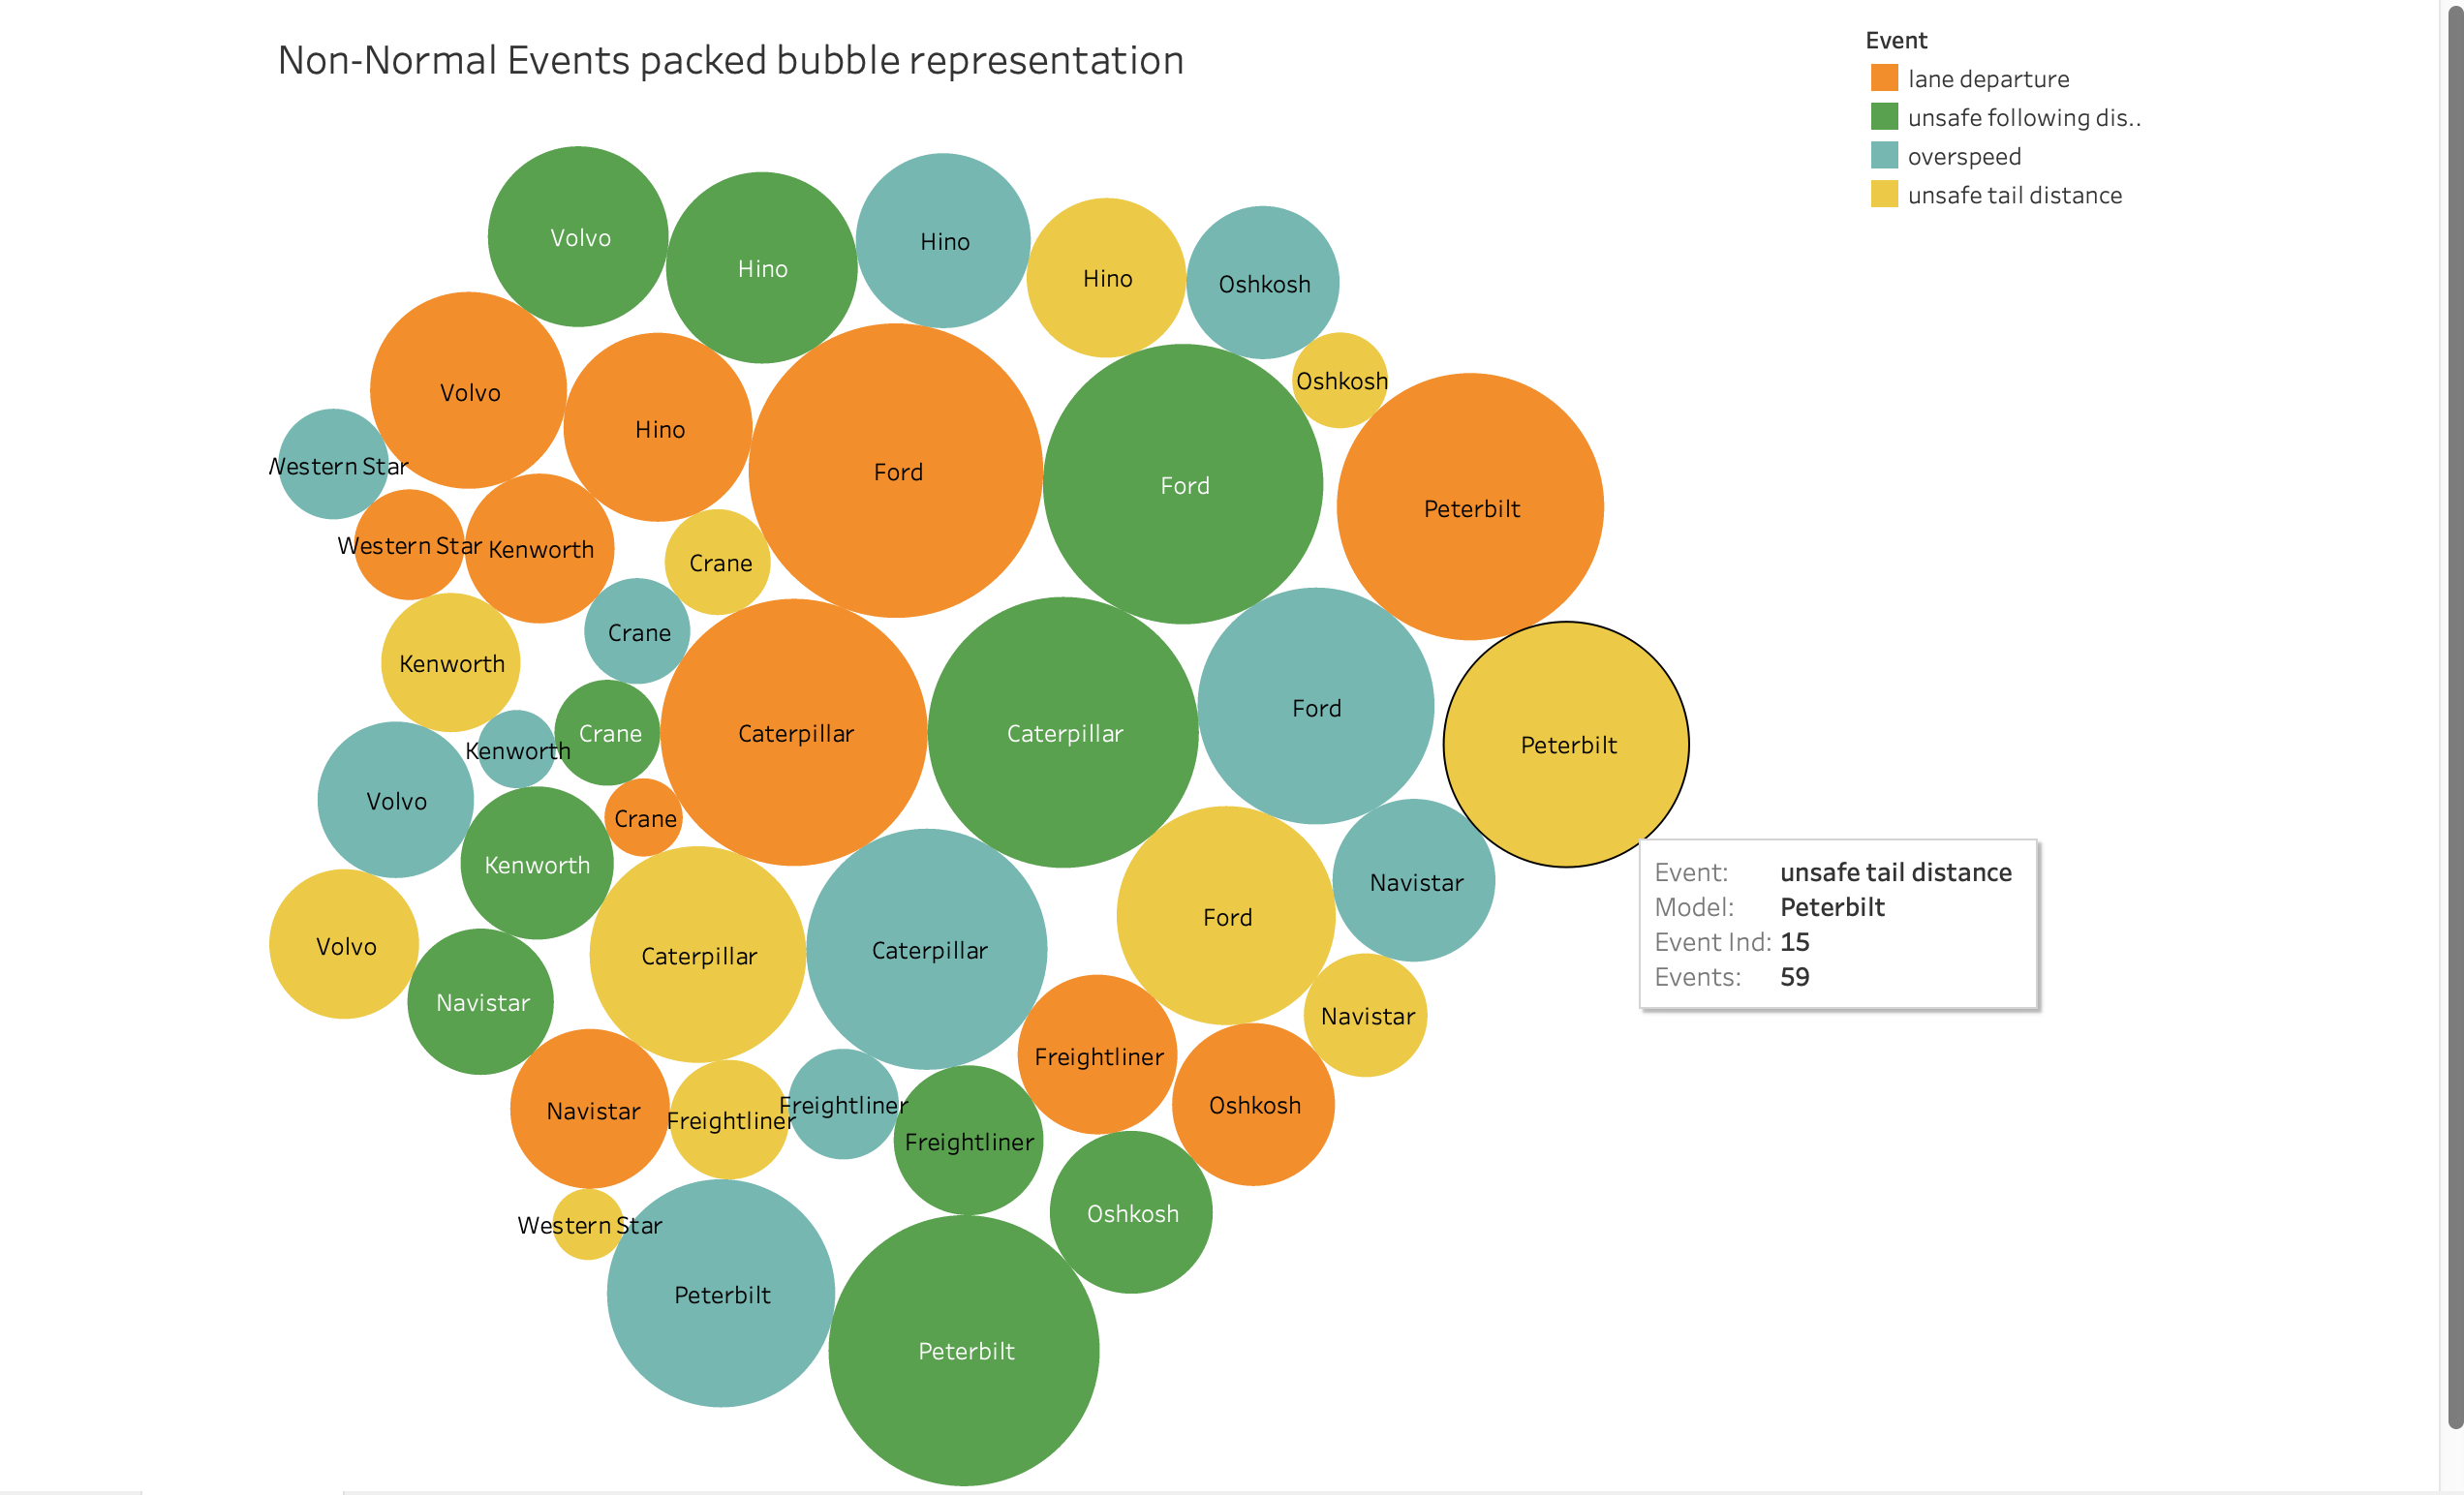 Non-Normal Events packed bubble representation
Event
lane departure
unsafe following dis..
overspeed
unsafe tail distance
Volvo
Hino
Hino
Hino
Oshkosh
Oshkosh
Volvo
Hino
Ford
Ford
Peterbilt
Western Star
Western Star
Kenworth
Crane
Crane
Kenworth
Kenworth
Crane
Caterpillar
Caterpillar
Ford
Peterbilt
Volvo
Crane
Kenworth
Volvo
Caterpillar
Caterpillar
Ford
Navistar
Event: unsafe tail distance
Model: Peterbilt
Event Ind: 15
Events: 59
Navistar
Navistar
Freightliner
Oshkosh
Navistar
Freightliner
Freightliner
Freightliner
Oshkosh
Western Star
Peterbilt
Peterbilt